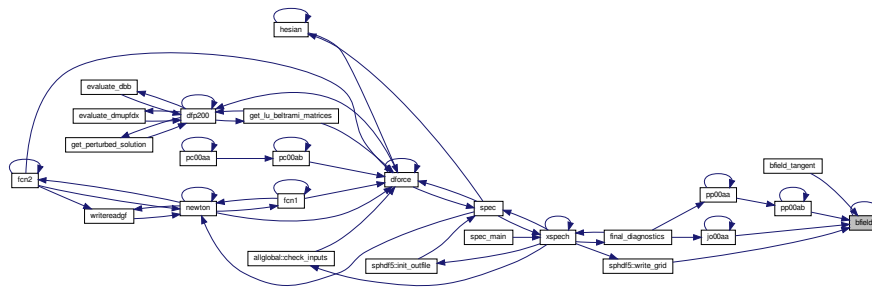 hesian
evaluate_dbb
evaluate_dmupfdx
dfp200
get_lu_beltrami_matrices
get_perturbed_solution
pc00aa
pc00ab
bfield_tangent
fcn2
dforce
pp00aa
fcn1
writereadgf
newton
spec
pp00ab
bfield
spec_main
xspech
final_diagnostics
jo00aa
allglobal::check_inputs
sphdf5::init_outfile
sphdf5::write_grid